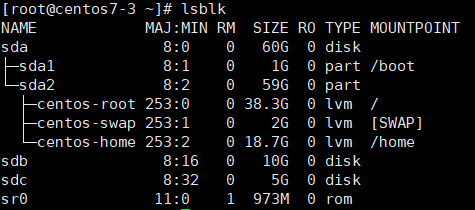 [root@centos7-3 ~]# lsblk
NAME            MAJ:MIN RM  SIZE RO TYPE MOUNTPOINT
sda               8:0    0   60G  0 disk
├─sda1            8:1    0    1G  0 part /boot
└─sda2            8:2    0   59G  0 part
  ├─centos-root 253:0    0 38.3G  0 lvm  /
  ├─centos-swap 253:1    0    2G  0 lvm  [SWAP]
  └─centos-home 253:2    0 18.7G  0 lvm  /home
sdb               8:16   0   10G  0 disk
sdc               8:32   0    5G  0 disk
sr0              11:0    1  973M  0 rom